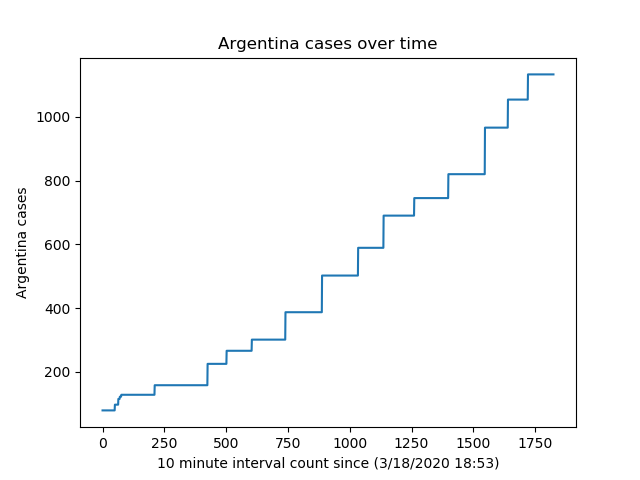 Argentina cases over time
Argentina cases
1000
800
600
400
200
0 250 500 750 1000 1250 1500 1750
10 minute interval count since (3/18/2020 18:53)